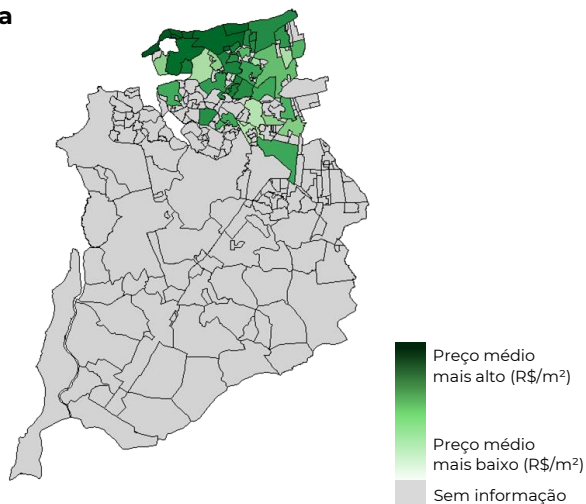 a
Preço médio
mais alto (R$/m²)
Preço médio
mais baixo (R$/m²)
Sem informação